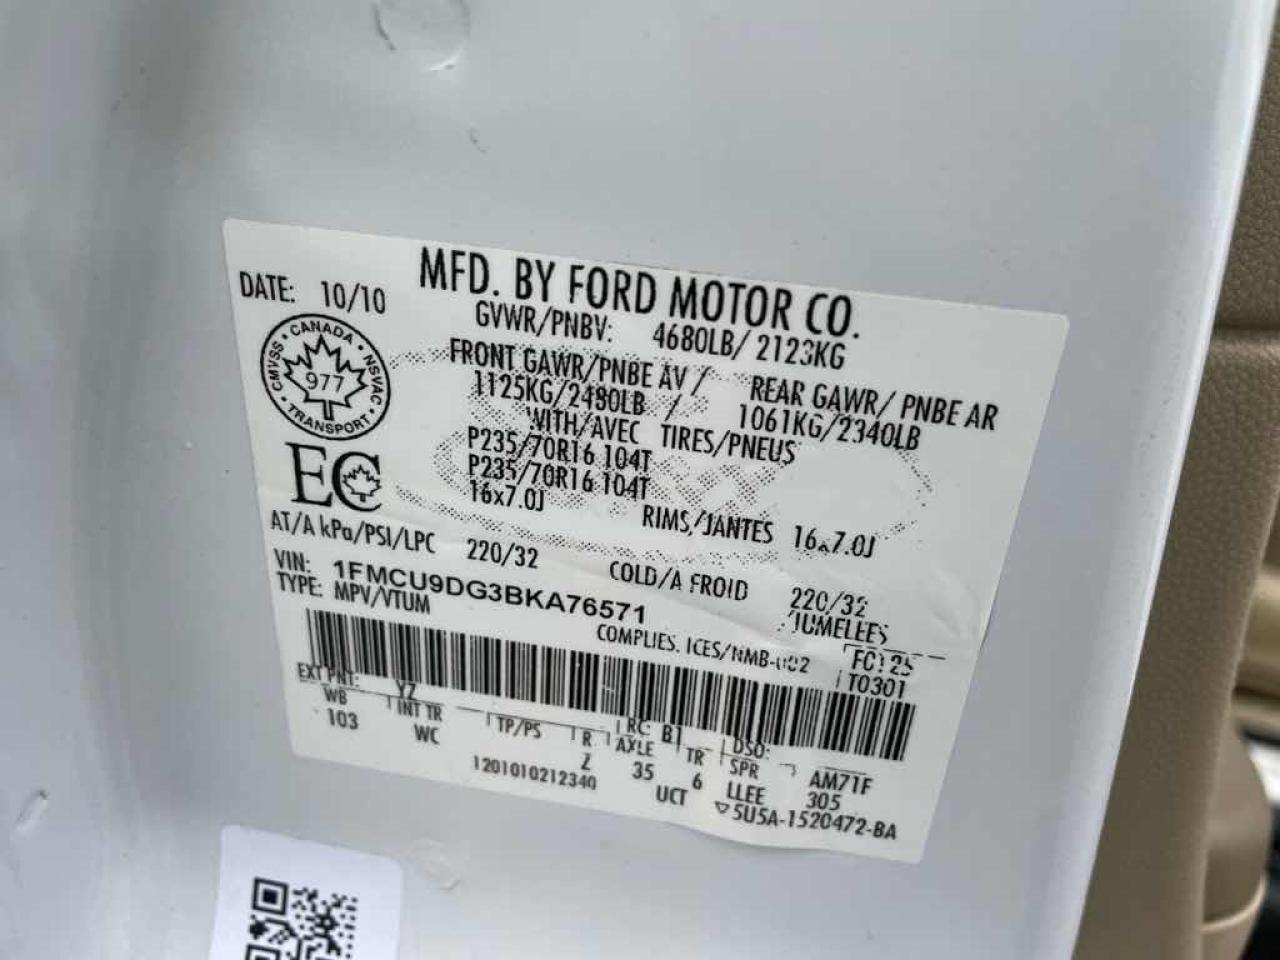 MFD. BY FORD MOTOR CO.
DATE: 10/10
GVWR/PNBV: 4680LB/ 2123KG
CANADA
CMVSS NSVAC
977
TRANSPORT
FRONT GAWR/PNBE AV / REAR GAWR/ PNBE AR
1125KG/2480LB / 1061KG/2340LB
WITH/AVEC TIRES/PNEUS
P235/70R16 104T
P235/70R16 104T
16x7.0J RIMS/JANTES 16x7.0J
EC
AT/A kPa/PSI/LPC 220/32 COLD/A FROID 220/32
VIN: 1FMCU9DG3BKA76571
/JUMELEES
TYPE: MPV/VTUM
COMPLIES. ICES/NMB-002
T0301
EXT PNT: YZ RC: B1 DSO:
WB INT TR TP/PS R AXLE TR SPR AM71F
103 WC Z 35 6 LLEE 305
1201010212340 UCT 5U5A-1520472-BA